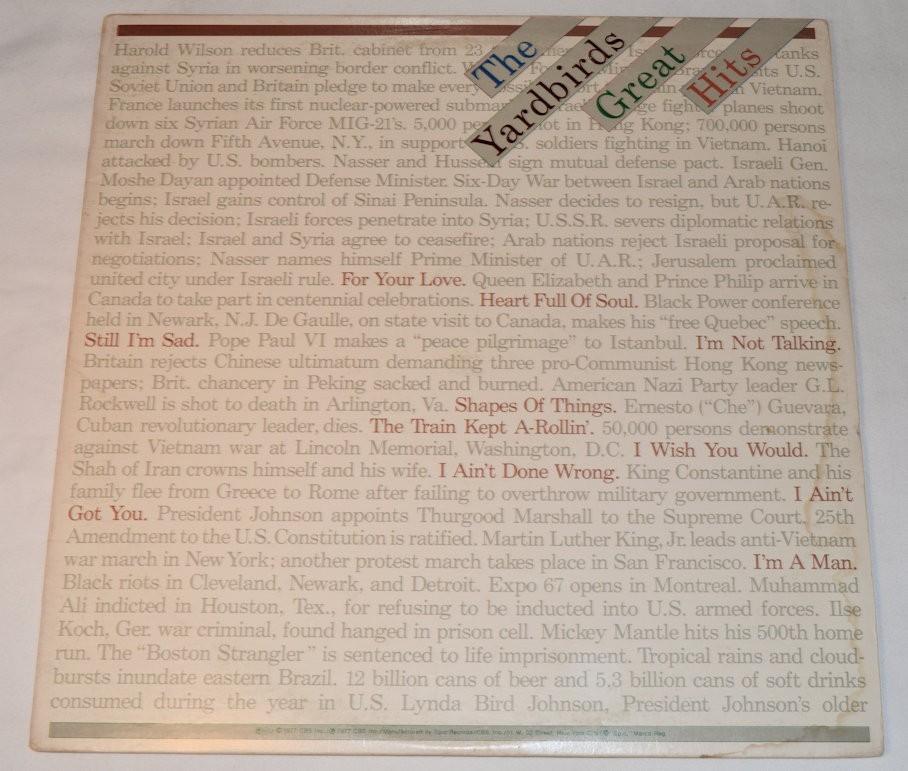 The
Yardbirds
Great
Hits
Harold Wilson reduces Brit. cabinet from 23 tanks
against Syria in worsening border conflict. U.S.
Soviet Union and Britain pledge to make every Vietnam.
France launches its first nuclear-powered planes shoot
down six Syrian Air Force MIG-21's. 5,000 in Hong Kong; 700,000 persons
march down Fifth Avenue, N.Y., in support soldiers fighting in Vietnam. Hanoi
attacked by U.S. bombers. Nasser and Hussein sign mutual defense pact. Israeli Gen.
Moshe Dayan appointed Defense Minister. Six-Day War between Israel and Arab nations
begins; Israel gains control of Sinai Peninsula. Nasser decides to resign, but U.A.R. re-
jects his decision; Israeli forces penetrate into Syria; U.S.S.R. severs diplomatic relations
with Israel; Israel and Syria agree to ceasefire; Arab nations reject Israeli proposal for
negotiations; Nasser names himself Prime Minister of U.A.R.; Jerusalem proclaimed
united city under Israeli rule. For Your Love. Queen Elizabeth and Prince Philip arrive in
Canada to take part in centennial celebrations. Heart Full Of Soul. Black Power conference
held in Newark, N.J. De Gaulle, on state visit to Canada, makes his "free Quebec" speech.
Still I'm Sad. Pope Paul VI makes a "peace pilgrimage" to Istanbul. I'm Not Talking.
Britain rejects Chinese ultimatum demanding three pro-Communist Hong Kong news-
papers; Brit. chancery in Peking sacked and burned. American Nazi Party leader G.L.
Rockwell is shot to death in Arlington, Va. Shapes Of Things. Ernesto ("Che") Guevara,
Cuban revolutionary leader, dies. The Train Kept A-Rollin'. 50,000 persons demonstrate
against Vietnam war at Lincoln Memorial, Washington, D.C. I Wish You Would. The
Shah of Iran crowns himself and his wife. I Ain't Done Wrong. King Constantine and his
family flee from Greece to Rome after failing to overthrow military government. I Ain't
Got You. President Johnson appoints Thurgood Marshall to the Supreme Court. 25th
Amendment to the U.S. Constitution is ratified. Martin Luther King, Jr. leads anti-Vietnam
war march in New York; another protest march takes place in San Francisco. I'm A Man.
Black riots in Cleveland, Newark, and Detroit. Expo 67 opens in Montreal. Muhammad
Ali indicted in Houston, Tex., for refusing to be inducted into U.S. armed forces. Ilse
Koch, Ger. war criminal, found hanged in prison cell. Mickey Mantle hits his 500th home
run. The "Boston Strangler" is sentenced to life imprisonment. Tropical rains and cloud-
bursts inundate eastern Brazil. 12 billion cans of beer and 5.3 billion cans of soft drinks
consumed during the year in U.S. Lynda Bird Johnson, President Johnson's older
© 1977 CBS Inc.